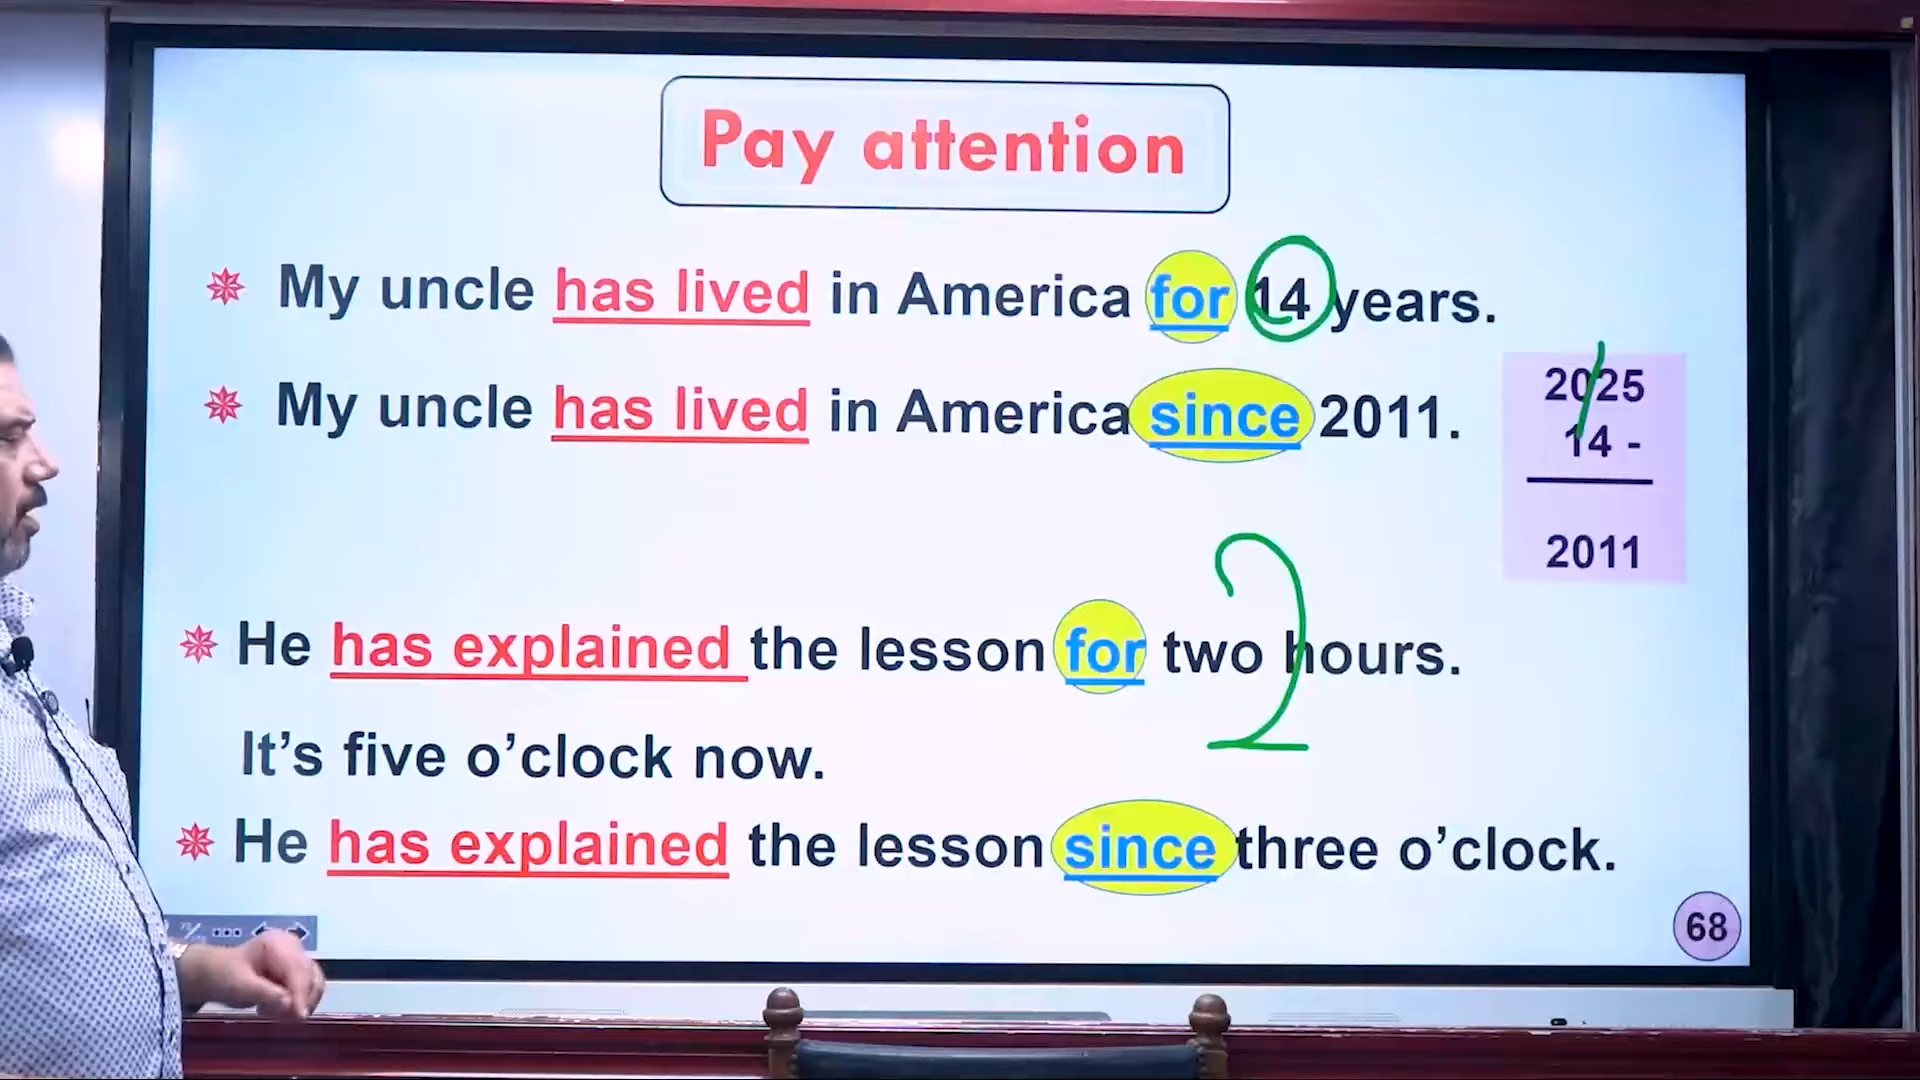 Pay attention
My uncle has lived in America for 14 years.
My uncle has lived in America since 2011.
2025
14 -
2011
2
He has explained the lesson for two hours.
It's five o'clock now.
He has explained the lesson since three o'clock.
68